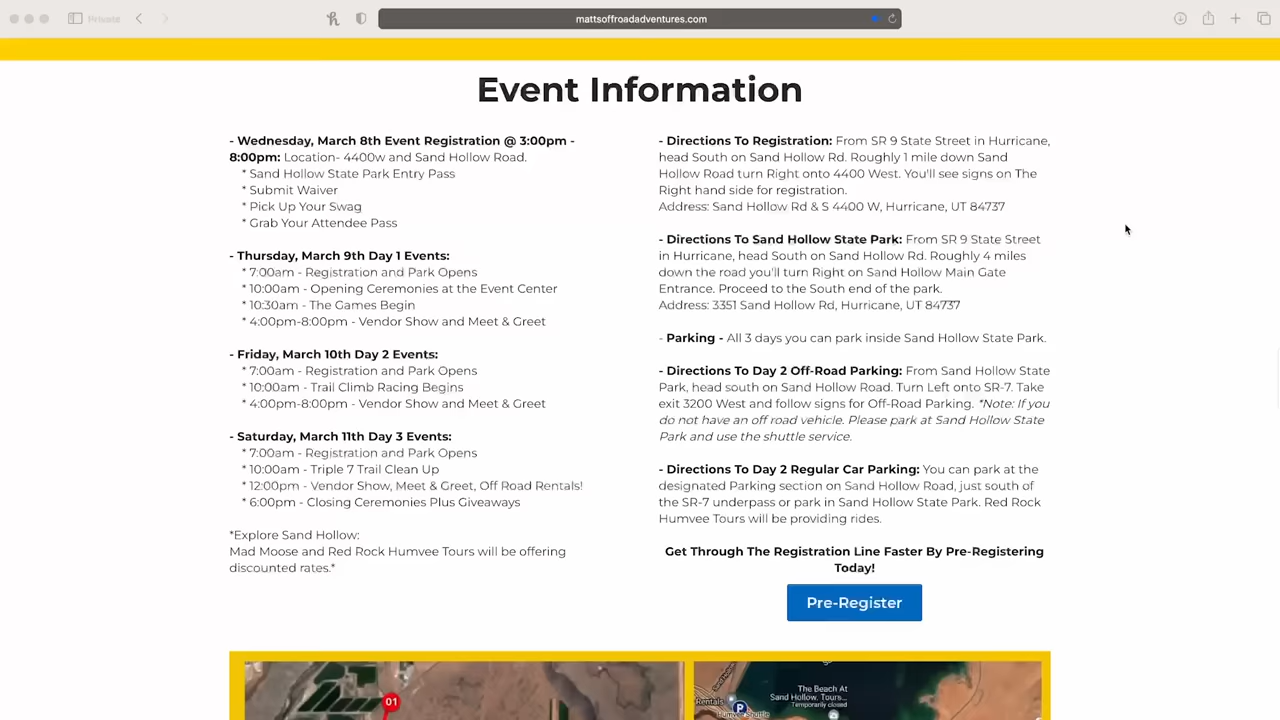 Private
mattsoffroadadventures.com
Event Information
- Wednesday, March 8th Event Registration @ 3:00pm -
8:00pm: Location- 4400w and Sand Hollow Road.
* Sand Hollow State Park Entry Pass
* Submit Waiver
* Pick Up Your Swag
* Grab Your Attendee Pass
- Thursday, March 9th Day 1 Events:
* 7:00am - Registration and Park Opens
* 10:00am - Opening Ceremonies at the Event Center
* 10:30am - The Games Begin
* 4:00pm-8:00pm - Vendor Show and Meet & Greet
- Friday, March 10th Day 2 Events:
* 7:00am - Registration and Park Opens
* 10:00am - Trail Climb Racing Begins
* 4:00pm-8:00pm - Vendor Show and Meet & Greet
- Saturday, March 11th Day 3 Events:
* 7:00am - Registration and Park Opens
* 10:00am - Triple 7 Trail Clean Up
* 12:00pm - Vendor Show, Meet & Greet, Off Road Rentals!
* 6:00pm - Closing Ceremonies Plus Giveaways
*Explore Sand Hollow:
Mad Moose and Red Rock Humvee Tours will be offering
discounted rates.*
- Directions To Registration: From SR 9 State Street in Hurricane,
head South on Sand Hollow Rd. Roughly 1 mile down Sand
Hollow Road turn Right onto 4400 West. You'll see signs on The
Right hand side for registration.
Address: Sand Hollow Rd & S 4400 W, Hurricane, UT 84737
- Directions To Sand Hollow State Park: From SR 9 State Street
in Hurricane, head South on Sand Hollow Rd. Roughly 4 miles
down the road you'll turn Right on Sand Hollow Main Gate
Entrance. Proceed to the South end of the park.
Address: 3351 Sand Hollow Rd, Hurricane, UT 84737
- Parking - All 3 days you can park inside Sand Hollow State Park.
- Directions To Day 2 Off-Road Parking: From Sand Hollow State
Park, head south on Sand Hollow Road. Turn Left onto SR-7. Take
exit 3200 West and follow signs for Off-Road Parking. *Note: If you
do not have an off road vehicle. Please park at Sand Hollow State
Park and use the shuttle service.
- Directions To Day 2 Regular Car Parking: You can park at the
designated Parking section on Sand Hollow Road, just south of
the SR-7 underpass or park in Sand Hollow State Park. Red Rock
Humvee Tours will be providing rides.
Get Through The Registration Line Faster By Pre-Registering
Today!
Pre-Register
01
Rentals
P
Humvee Shuttle
The Beach At
Sand Hollow. Tours...
Temporarily closed